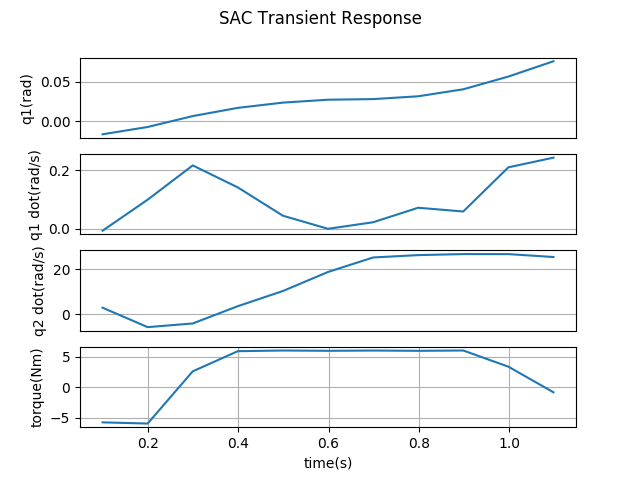 SAC Transient Response
q1(rad)
0.05
0.00
q1 dot(rad/s)
0.2
0.0
q2 dot(rad/s)
20
0
torque(Nm)
5
0
−5
0.2 0.4 0.6 0.8 1.0
time(s)